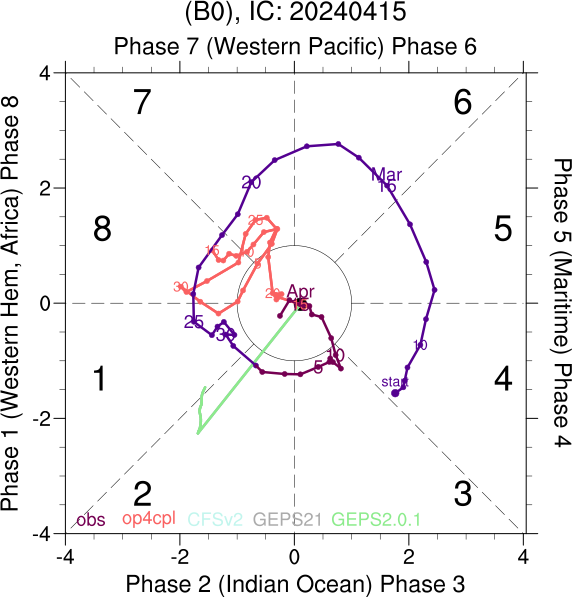 (B0), IC: 20240415
Phase 7 (Western Pacific) Phase 6
4
7
6
Mar
15
20
2
Phase 1 (Western Hem, Africa) Phase 8
8
25
15
5
Phase 5 (Maritime) Phase 4
30
20
Apr
15
0
25
30
10
10
5
start
1
4
-2
2
3
obs op4cpl CFSv2 GEPS21 GEPS2.0.1
-4
-4 -2 0 2 4
Phase 2 (Indian Ocean) Phase 3